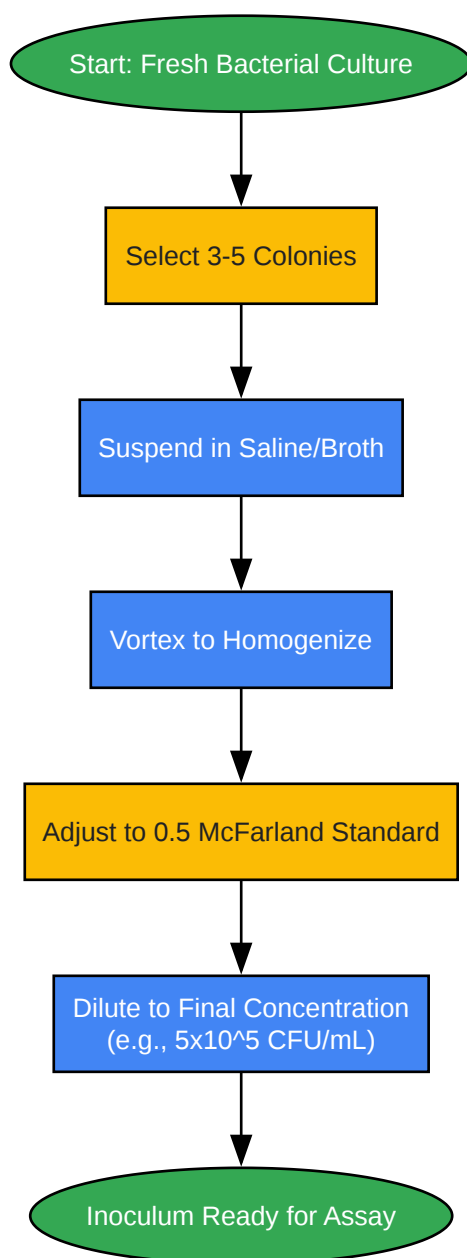 Start: Fresh Bacterial Culture
Select 3-5 Colonies
Suspend in Saline/Broth
Vortex to Homogenize
Adjust to 0.5 McFarland Standard
Dilute to Final Concentration
(e.g., 5x10^5 CFU/mL)
Inoculum Ready for Assay